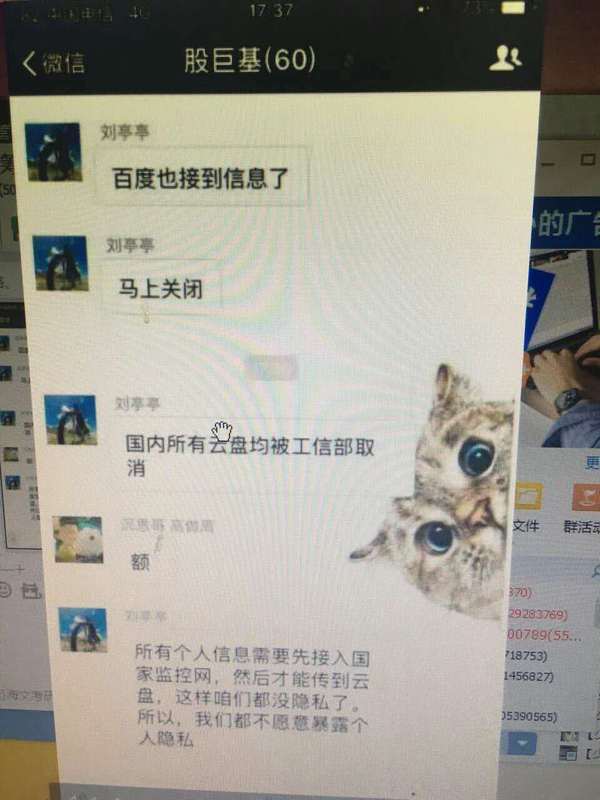 中国电信 4G 17:37 73%
微信
股巨基(60)
刘亭亭
百度也接到信息了
刘亭亭
马上关闭
刘亭亭
国内所有云盘均被工信部取
消
额
刘亭亭
所有个人信息需要先接入国
家监控网，然后才能传到云
盘，这样咱们都没隐私了。
所以，我们都不愿意暴露个
人隐私
的广告
更
文件
群活动
370)
29283769)
00789(55...
718753)
1456827)
05390565)